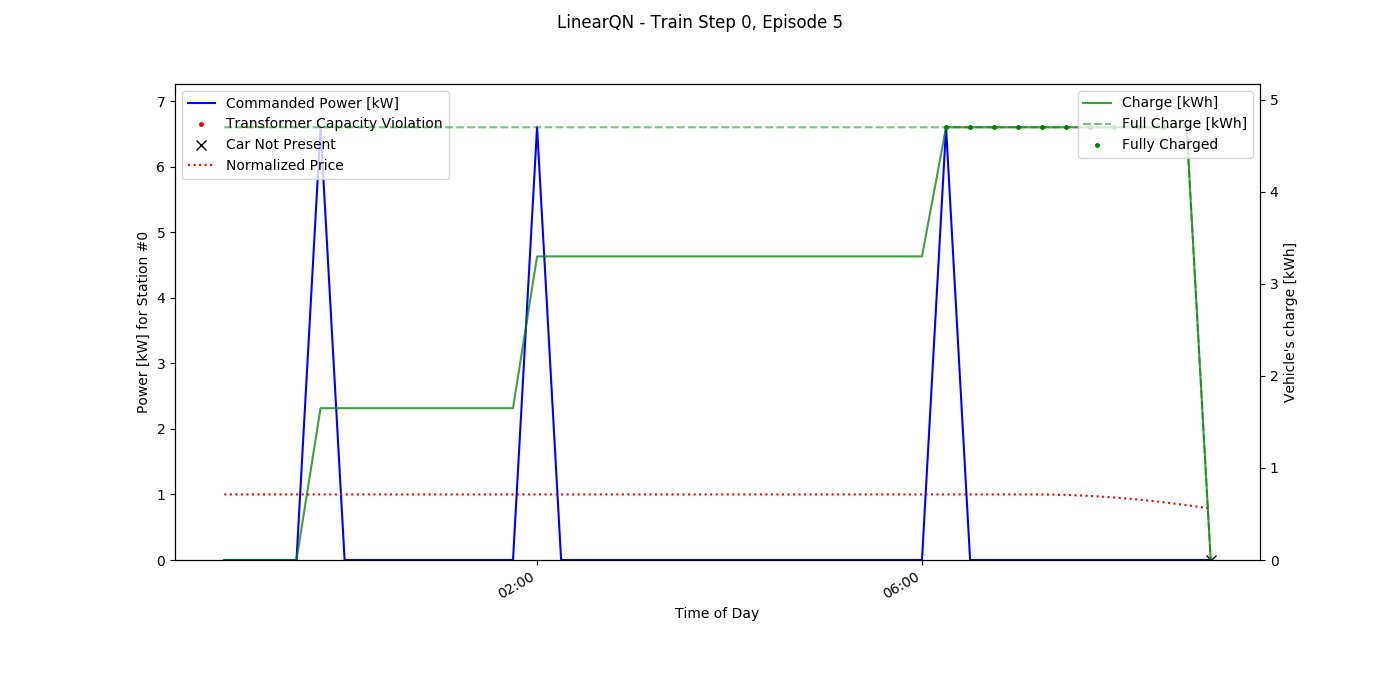 LinearQN - Train Step 0, Episode 5
Commanded Power [kW]
Transformer Capacity Violation
Car Not Present
Normalized Price
Charge [kWh]
Full Charge [kWh]
Fully Charged
7
6
5
4
3
2
1
0
Power [kW] for Station #0
5
4
3
2
1
0
Vehicle's charge [kWh]
02:00
06:00
Time of Day